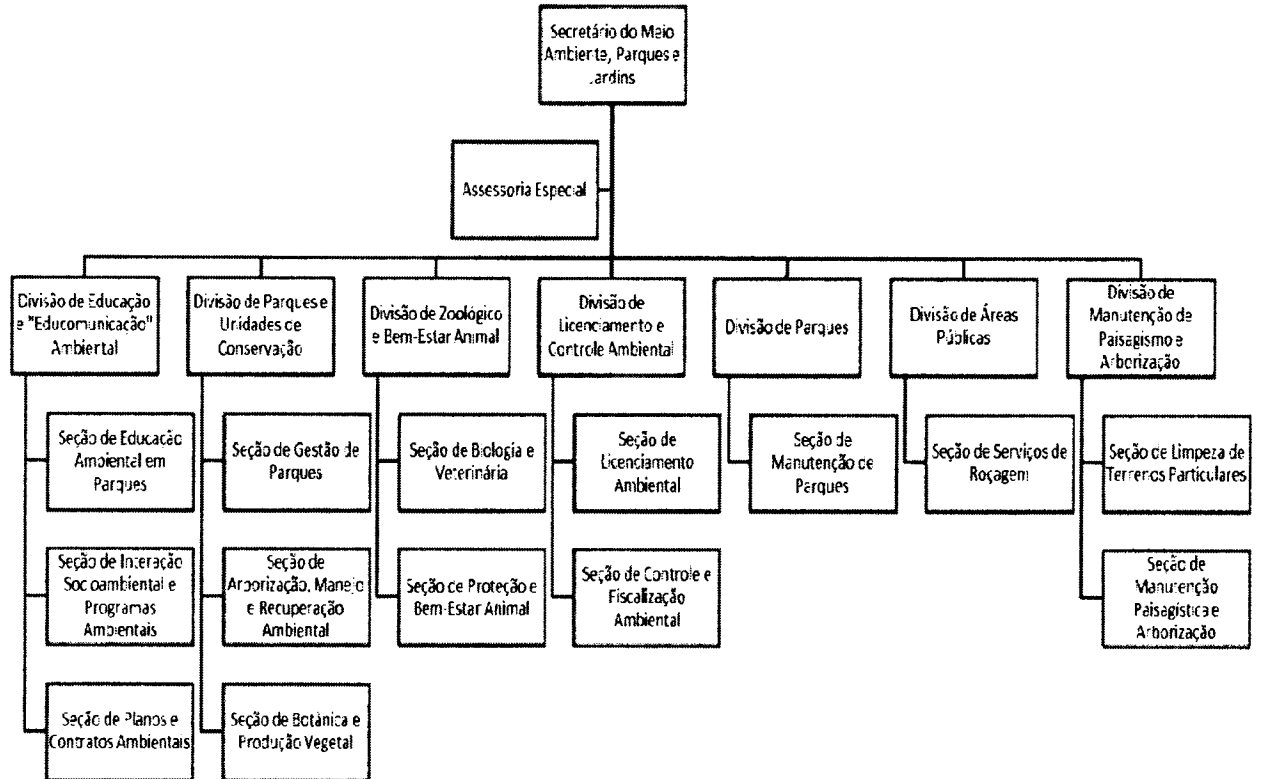 Secretário do Meio
Ambiente, Parques e
Jardins
Assessoria Especial
Divisão de Educação
e "Educomunicação"
Ambiental
Divisão de Parques e
Unidades de
Conservação
Divisão de Zoológico
e Bem-Estar Animal
Divisão de
Licenciamento e
Controle Ambiental
Divisão de Parques
Divisão de Áreas
Públicas
Divisão de
Manutenção de
Paisagismo e
Arborização
Seção de Educação
Ambiental em
Parques
Seção de Gestão de
Parques
Seção de Biologia e
Veterinária
Seção de
Licenciamento
Ambiental
Seção de
Manutenção de
Parques
Seção de Serviços de
Roçagem
Seção de Limpeza de
Terrenos Particulares
Seção de Interação
Socioambiental e
Programas
Ambientais
Seção de
Arborização, Manejo
e Recuperação
Ambiental
Seção de Proteção e
Bem-Estar Animal
Seção de Controle e
Fiscalização
Ambiental
Seção de
Manutenção
Paisagística e
Arborização
Seção de Planos e
Contratos Ambientais
Seção de Botânica e
Produção Vegetal